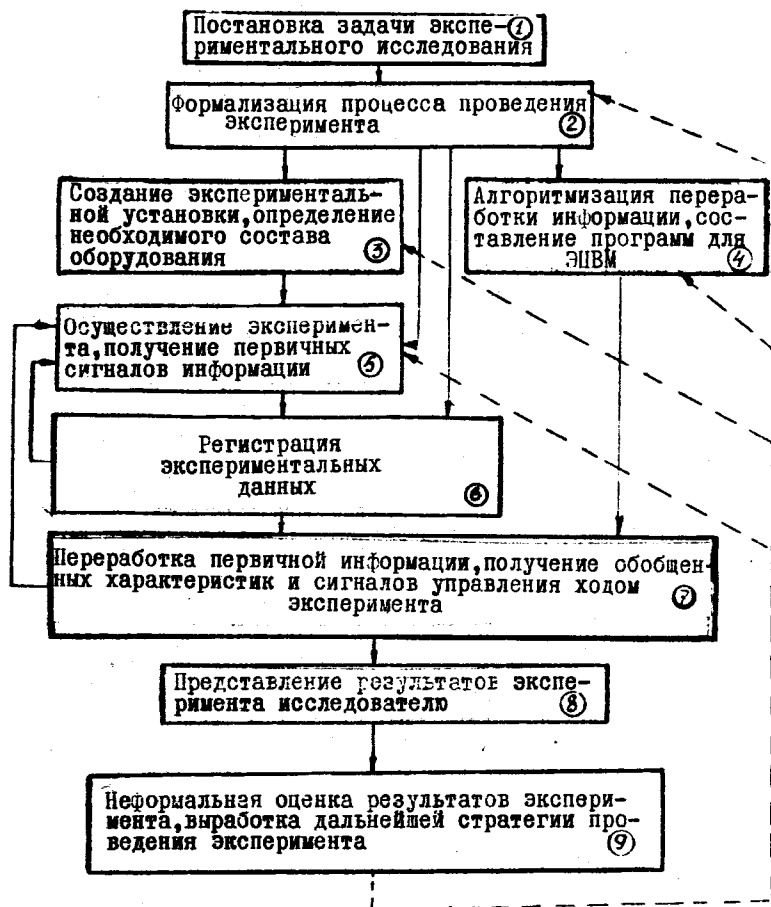 Постановка задачи экспе- 1
риментального исследования
Формализация процесса проведения
эксперимента 2
Создание эксперименталь-
ной установки, определение
необходимого состава
оборудования 3
Алгоритмизация перера-
ботки информации, сос-
тавление программ для
ЭЦВМ 4
Осуществление эксперимен-
та, получение первичных
сигналов информации 5
Регистрация
экспериментальных
данных 6
Переработка первичной информации, получение обобщен-
ных характеристик и сигналов управления ходом
эксперимента 7
Представление результатов экспе-
римента исследователю 8
Неформальная оценка результатов экспери-
мента, выработка дальнейшей стратегии про-
ведения эксперимента 9